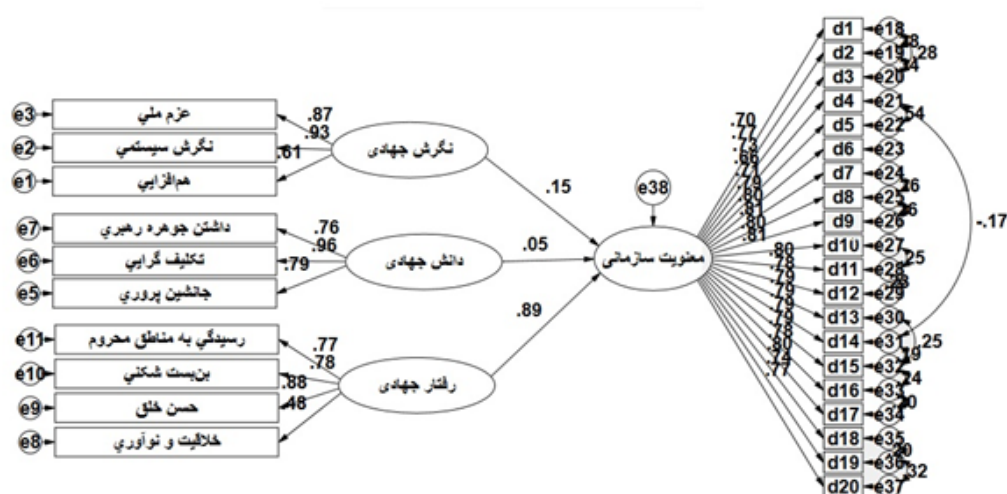 e3
عزم ملي
.87
e2
نگرش سيستمي
.93
e1
هم‌افزايي
.61
نگرش جهادی
.15
e7
داشتن جوهره رهبري
.76
e6
تكليف گرايي
.96
e5
جانشين پروري
.79
دانش جهادی
.05
e11
رسيدگي به مناطق محروم
.77
e10
بن‌بست شكني
.78
e9
حسن خلق
.88
e8
خلاقيت و نوآوري
.48
رفتار جهادی
.89
e38
معنویت سازمانی
.70
.77
.73
.66
.71
.79
.80
.81
.80
.81
.80
.78
.79
.79
.79
.78
.80
.74
.77
d1 e18
d2 e19
d3 e20
d4 e21
d5 e22
d6 e23
d7 e24
d8 e25
d9 e26
d10 e27
d11 e28
d12 e29
d13 e30
d14 e31
d15 e32
d16 e33
d17 e34
d18 e35
d19 e36
d20 e37
.28
.54
-.17
.25
.25
.24
.32